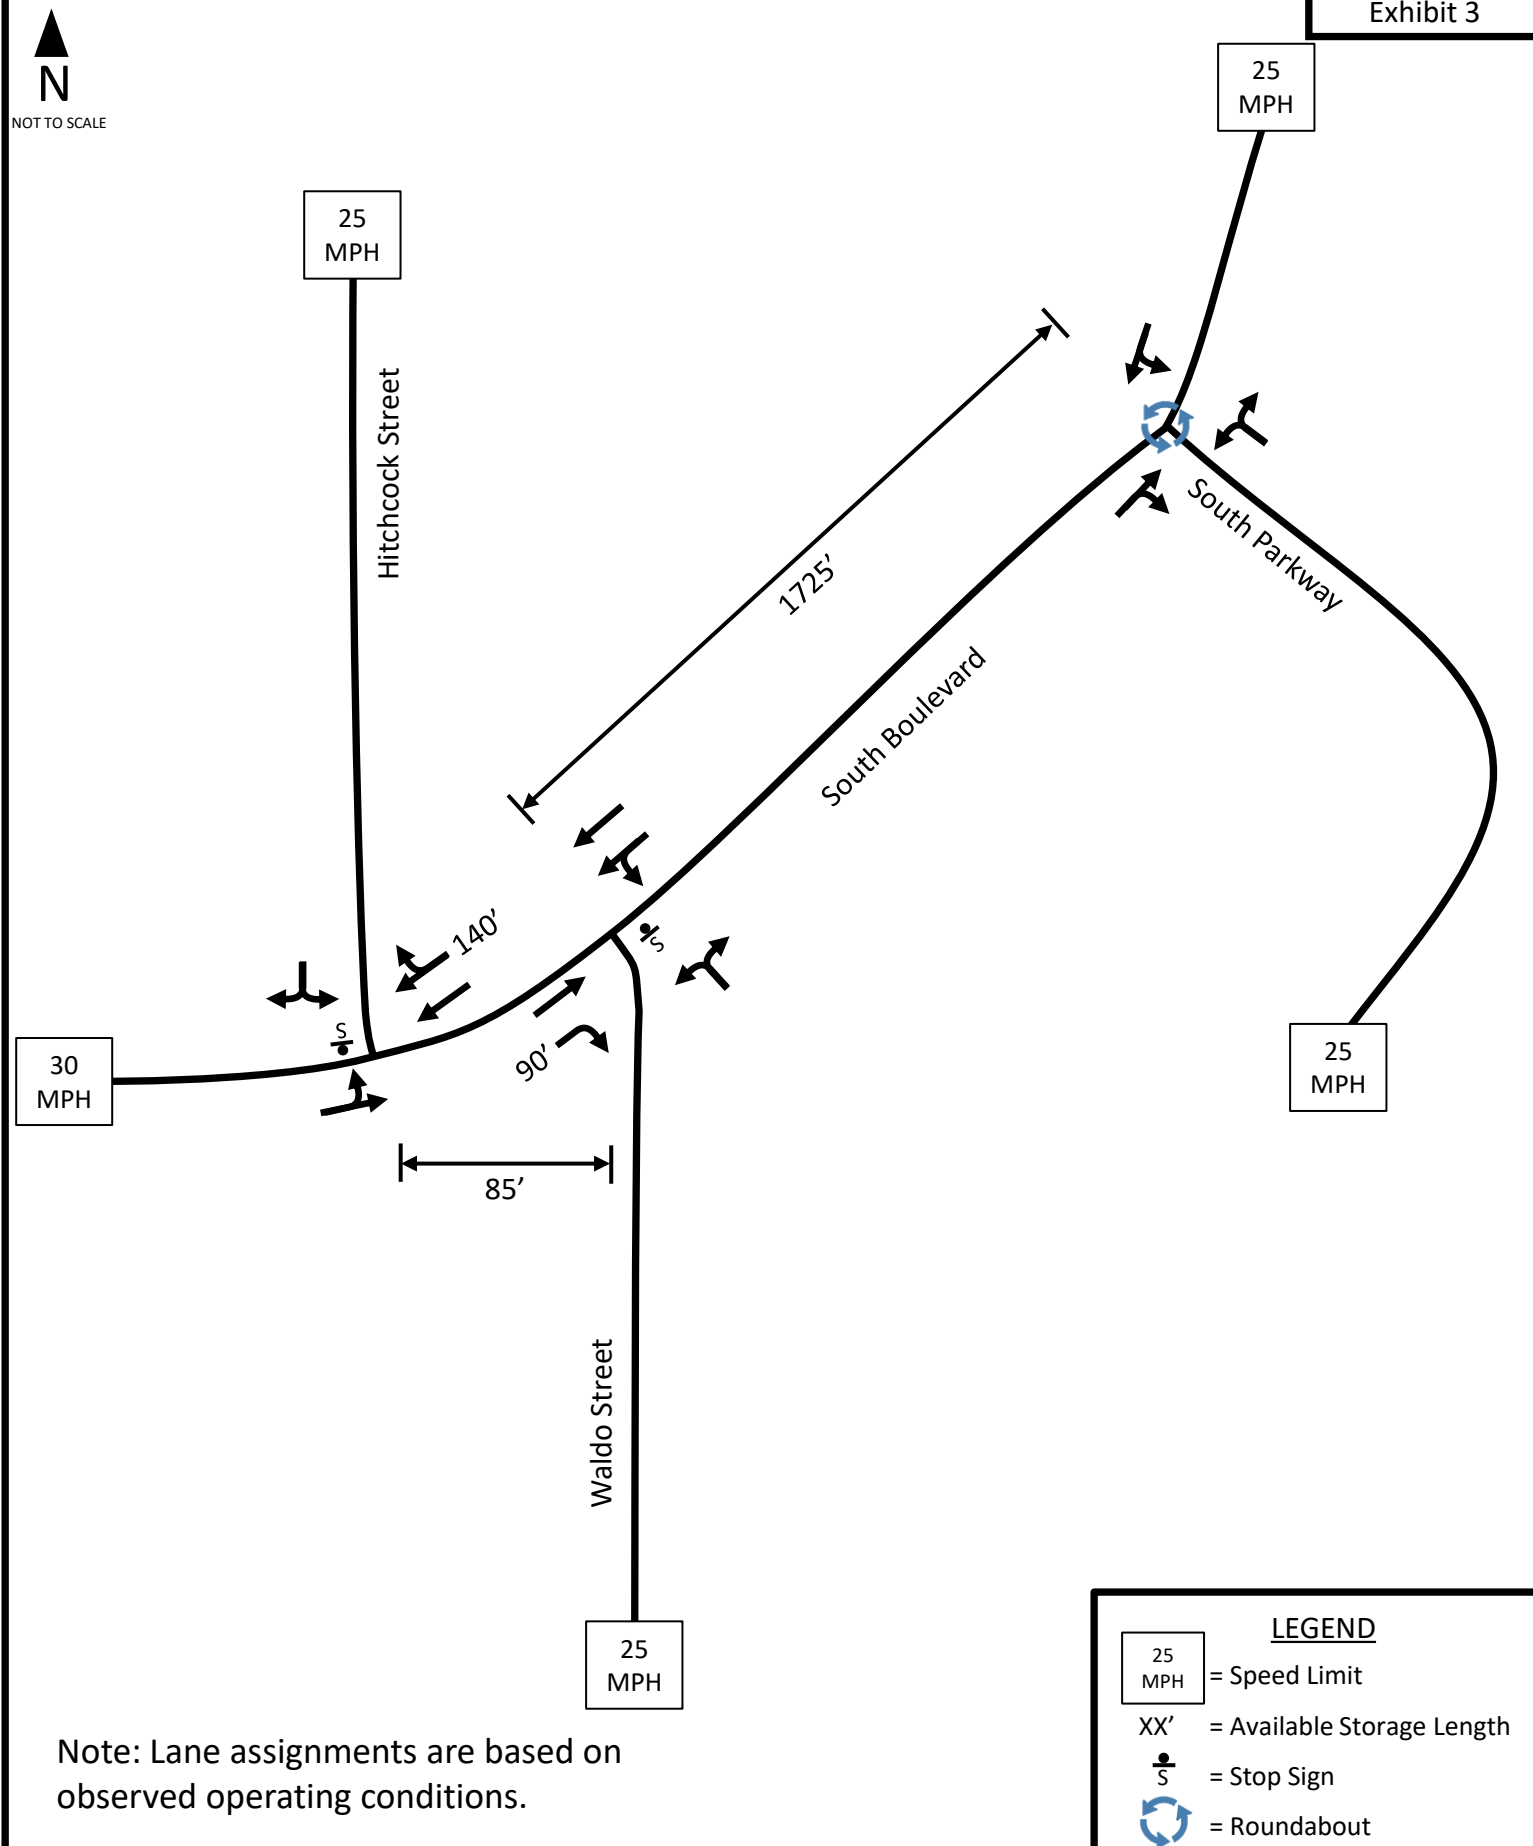 Exhibit 3
N
NOT TO SCALE
25
MPH
25
MPH
Hitchcock Street
1725’
South Parkway
South Boulevard
140’
S
S
30
MPH
90’
25
MPH
85’
Waldo Street
25
MPH
Note: Lane assignments are based on
observed operating conditions.
LEGEND
25
MPH
= Speed Limit
XX’ = Available Storage Length
S = Stop Sign
= Roundabout